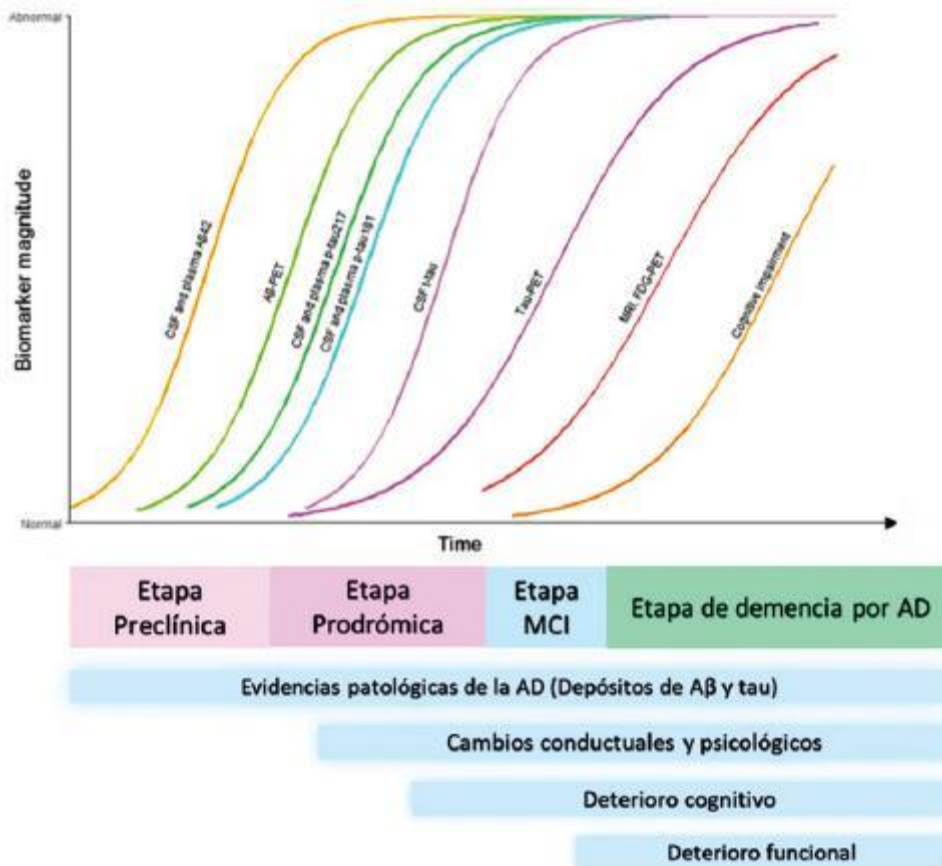 Abnormal
Biomarker magnitude
CSF and plasma Aβ42
Aβ-PET
CSF and plasma p-tau217
CSF and plasma p-tau181
CSF t-tau
Tau-PET
MRI, FDG-PET
Cognitive impairment
Normal
Time
Etapa
Preclínica
Etapa
Prodrómica
Etapa
MCI
Etapa de demencia por AD
Evidencias patológicas de la AD (Depósitos de Aβ y tau)
Cambios conductuales y psicológicos
Deterioro cognitivo
Deterioro funcional